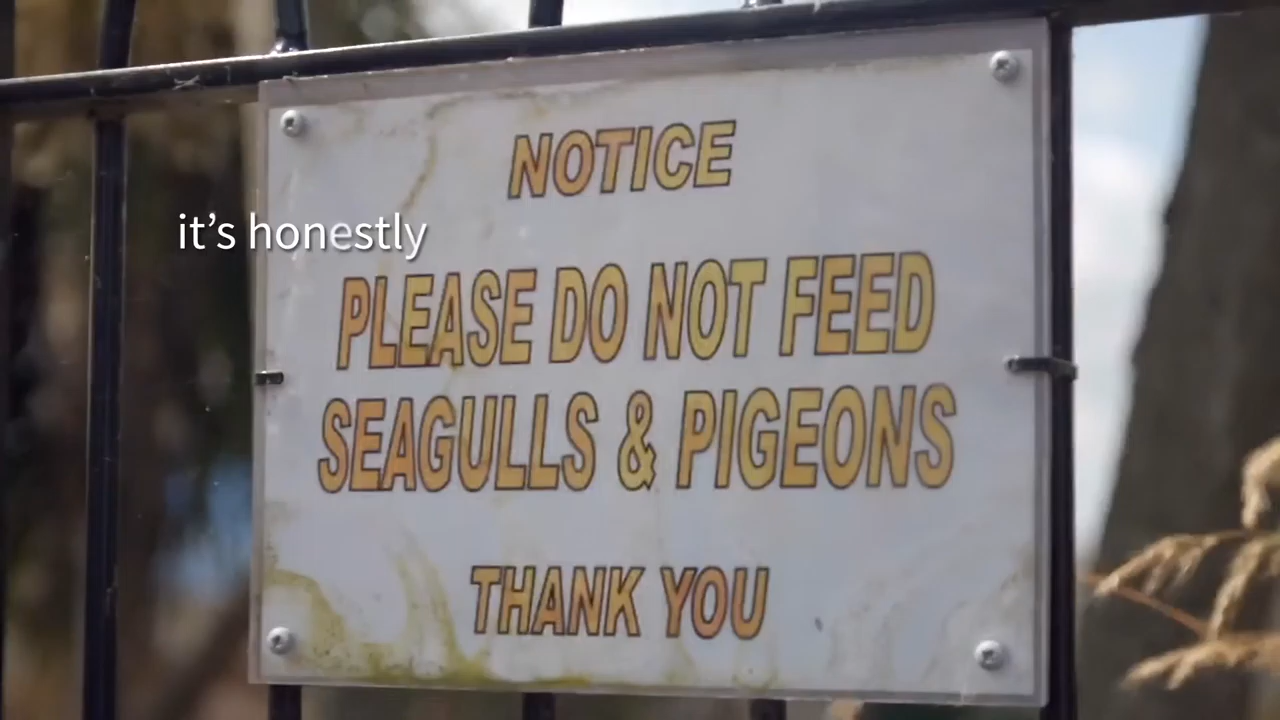 NOTICE
it's honestly
PLEASE DO NOT FEED
SEAGULLS & PIGEONS
THANK YOU